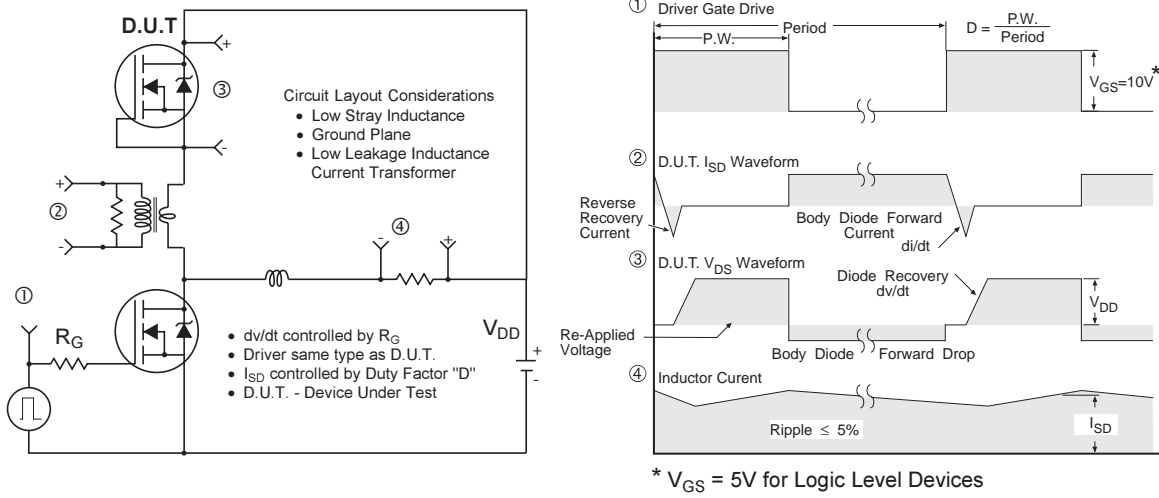 D.U.T
+
③
-
Circuit Layout Considerations
• Low Stray Inductance
• Ground Plane
• Low Leakage Inductance
Current Transformer
+
②
-
④
-
+
①
R_G
• dv/dt controlled by R_G
• Driver same type as D.U.T.
• I_SD controlled by Duty Factor "D"
• D.U.T. - Device Under Test
V_DD
+
-
① Driver Gate Drive
P.W.
Period
D = P.W. / Period
V_GS=10V*
② D.U.T. I_SD Waveform
Reverse
Recovery
Current
Body Diode Forward
Current
di/dt
③ D.U.T. V_DS Waveform
Diode Recovery
dv/dt
V_DD
Re-Applied
Voltage
Body Diode Forward Drop
④ Inductor Curent
I_SD
Ripple ≤ 5%
* V_GS = 5V for Logic Level Devices